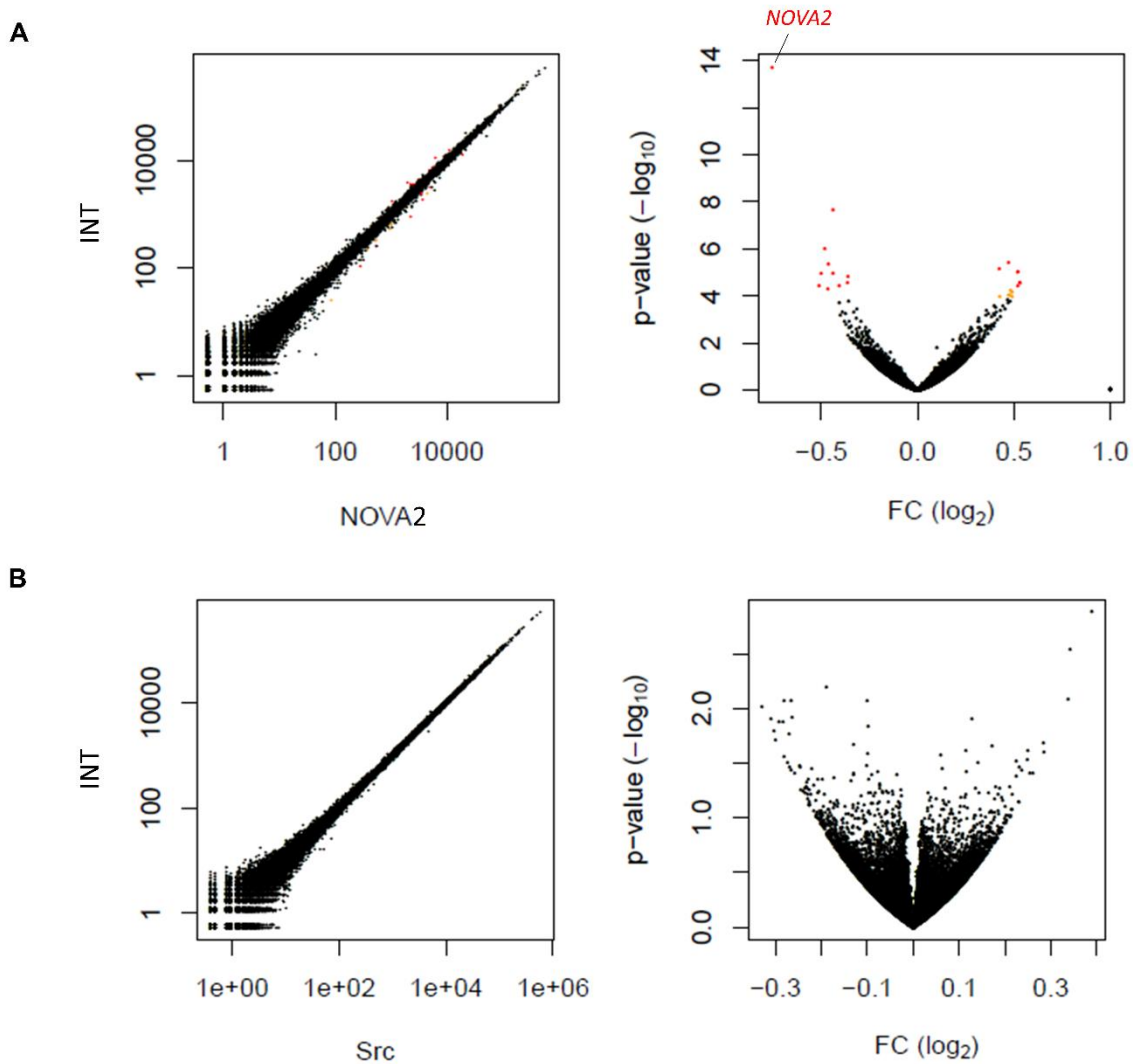 A
NOVA2
INT
10000
100
1
1
100
10000
NOVA2
p−value (−log10)
14
10
8
6
4
2
0
−0.5
0.0
0.5
1.0
FC (log2)
B
INT
10000
100
1
1e+00
1e+02
1e+04
1e+06
Src
p−value (−log10)
2.0
1.0
0.0
−0.3
−0.1
0.1
0.3
FC (log2)